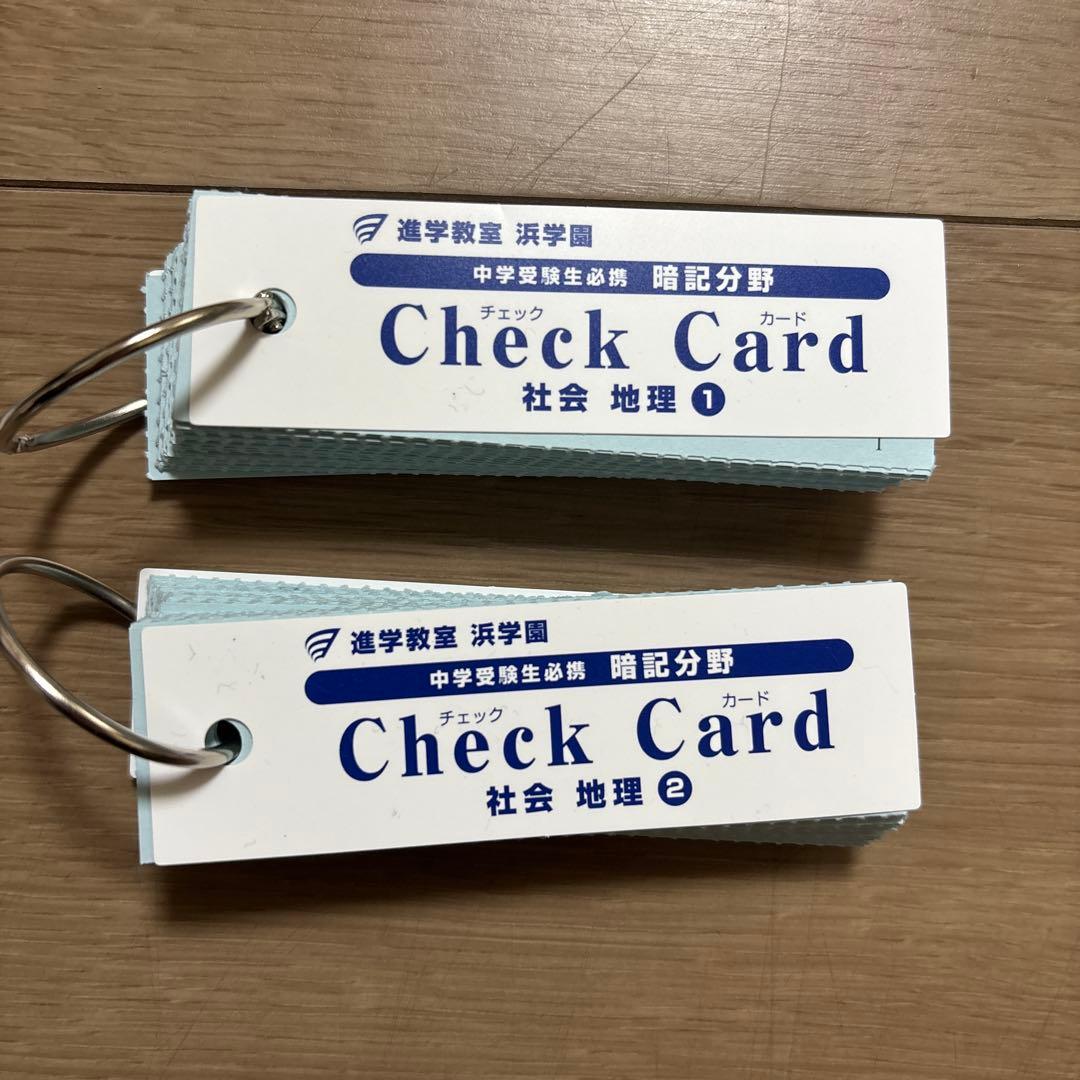 進学教室 浜学園
中学受験生必携 暗記分野
チェック カード
Check Card
社会 地理 1
進学教室 浜学園
中学受験生必携 暗記分野
チェック カード
Check Card
社会 地理 2